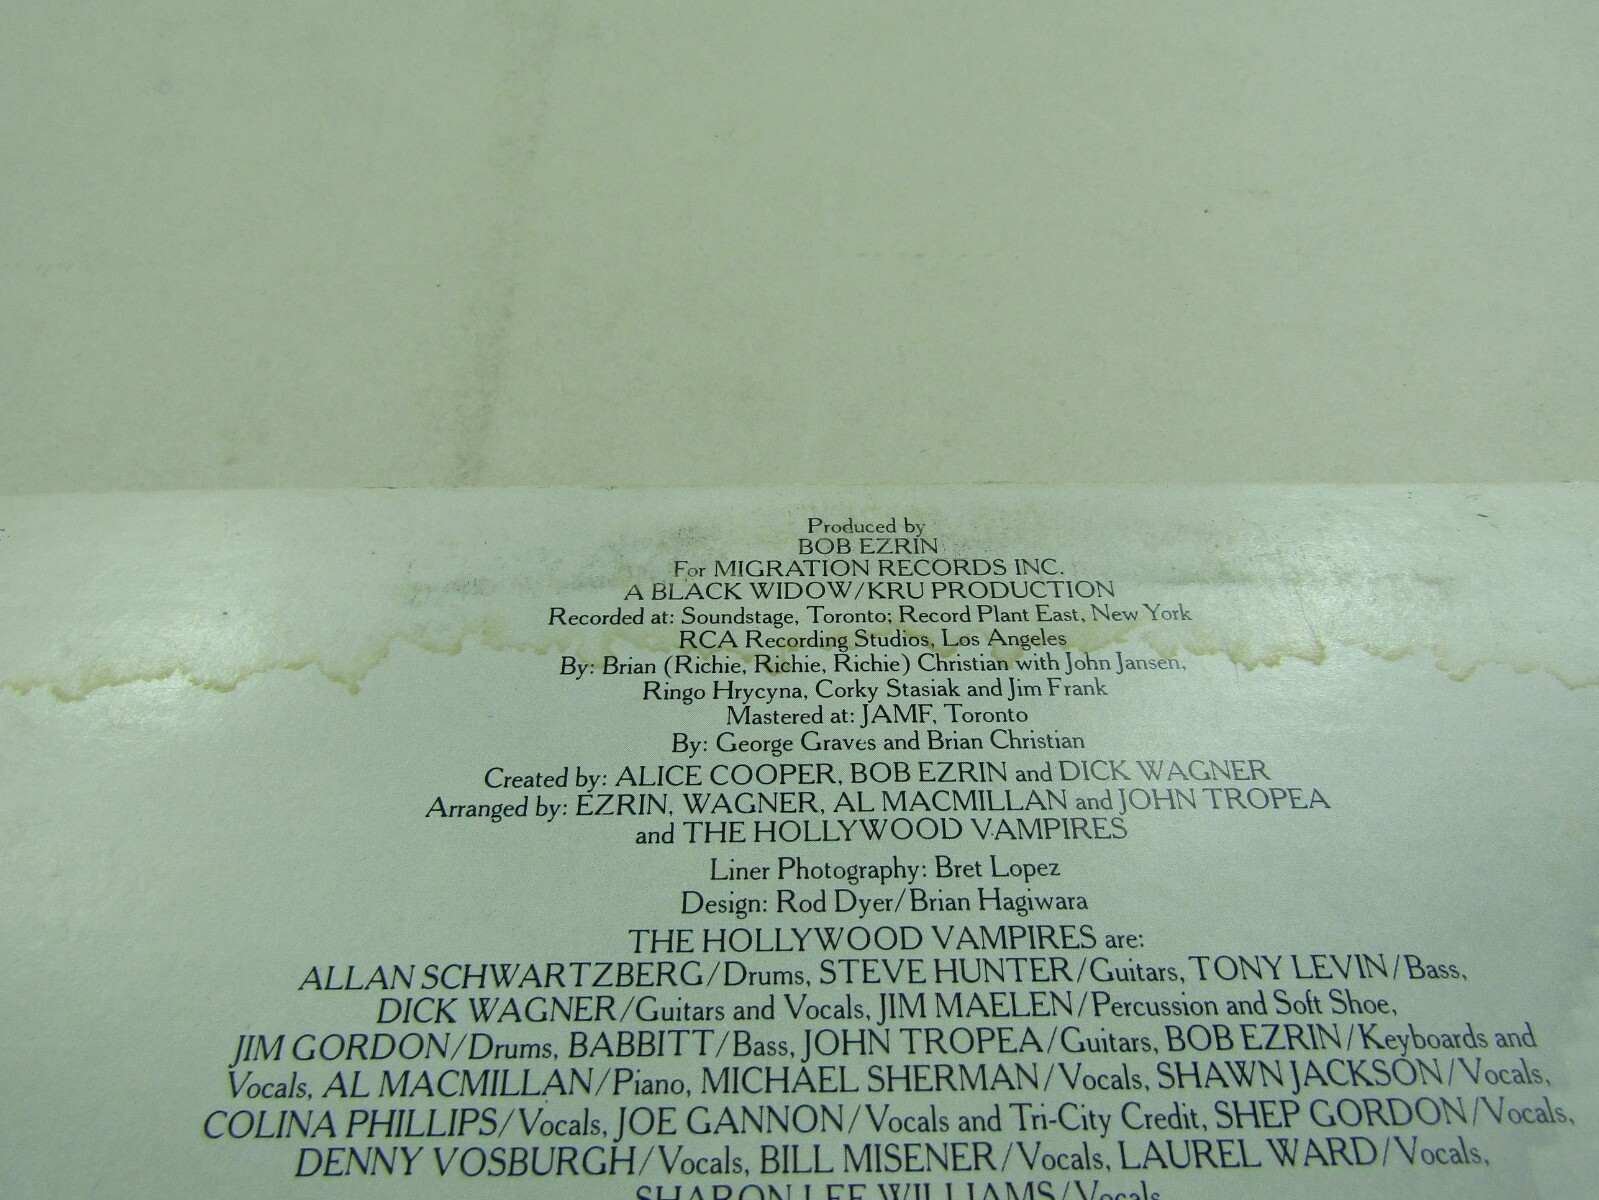 Produced by
BOB EZRIN
For MIGRATION RECORDS INC.
A BLACK WIDOW/KRU PRODUCTION
Recorded at: Soundstage, Toronto; Record Plant East, New York
RCA Recording Studios, Los Angeles
By: Brian (Richie, Richie, Richie) Christian with John Jansen,
Ringo Hrycyna, Corky Stasiak and Jim Frank
Mastered at: JAMF, Toronto
By: George Graves and Brian Christian
Created by: ALICE COOPER, BOB EZRIN and DICK WAGNER
Arranged by: EZRIN, WAGNER, AL MACMILLAN and JOHN TROPEA
and THE HOLLYWOOD VAMPIRES
Liner Photography: Bret Lopez
Design: Rod Dyer/Brian Hagiwara
THE HOLLYWOOD VAMPIRES are:
ALLAN SCHWARTZBERG/Drums, STEVE HUNTER/Guitars, TONY LEVIN/Bass,
DICK WAGNER/Guitars and Vocals, JIM MAELEN/Percussion and Soft Shoe,
JIM GORDON/Drums, BABBITT/Bass, JOHN TROPEA/Guitars, BOB EZRIN/Keyboards and
Vocals, AL MACMILLAN/Piano, MICHAEL SHERMAN/Vocals, SHAWN JACKSON/Vocals,
COLINA PHILLIPS/Vocals, JOE GANNON/Vocals and Tri-City Credit, SHEP GORDON/Vocals,
DENNY VOSBURGH/Vocals, BILL MISENER/Vocals, LAUREL WARD/Vocals,
SHARON LEE WILLIAMS/Vocals